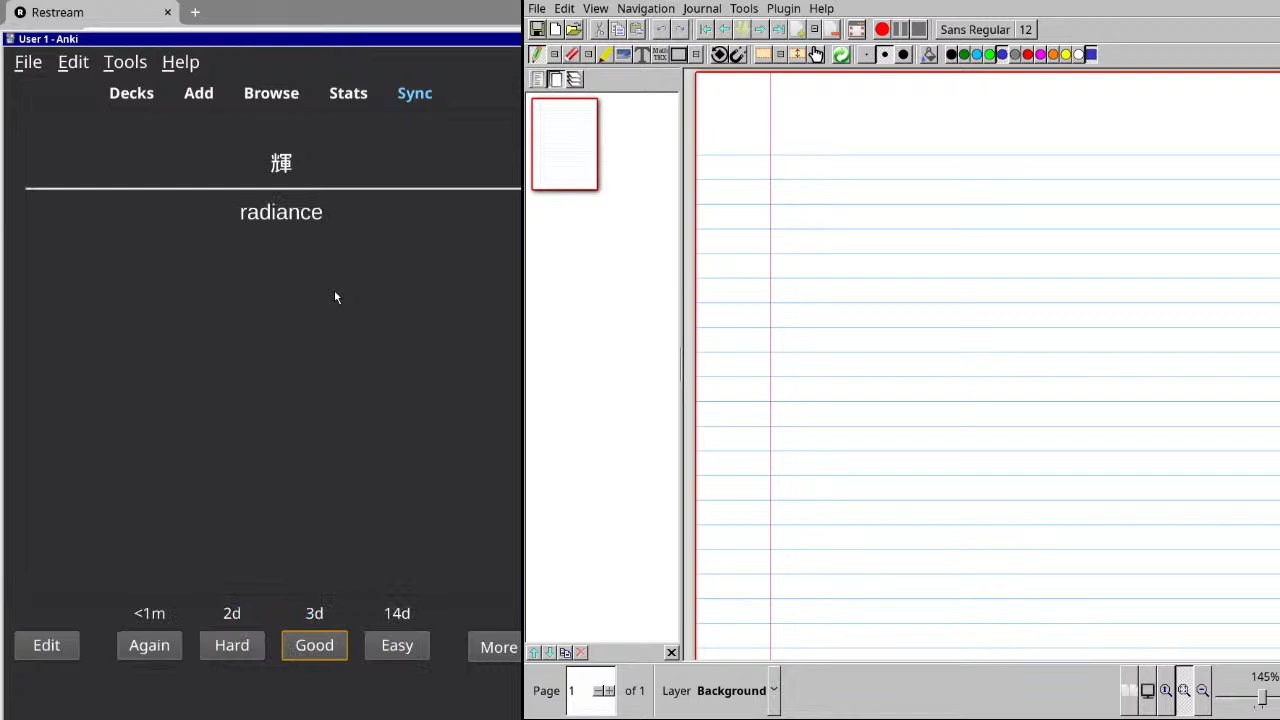 Restream × +
User 1 - Anki
File Edit Tools Help
Decks Add Browse Stats Sync
輝
radiance
<1m 2d 3d 14d
Edit Again Hard Good Easy More
File Edit View Navigation Journal Tools Plugin Help
Sans Regular 12
Page 1 of 1 Layer Background
145%